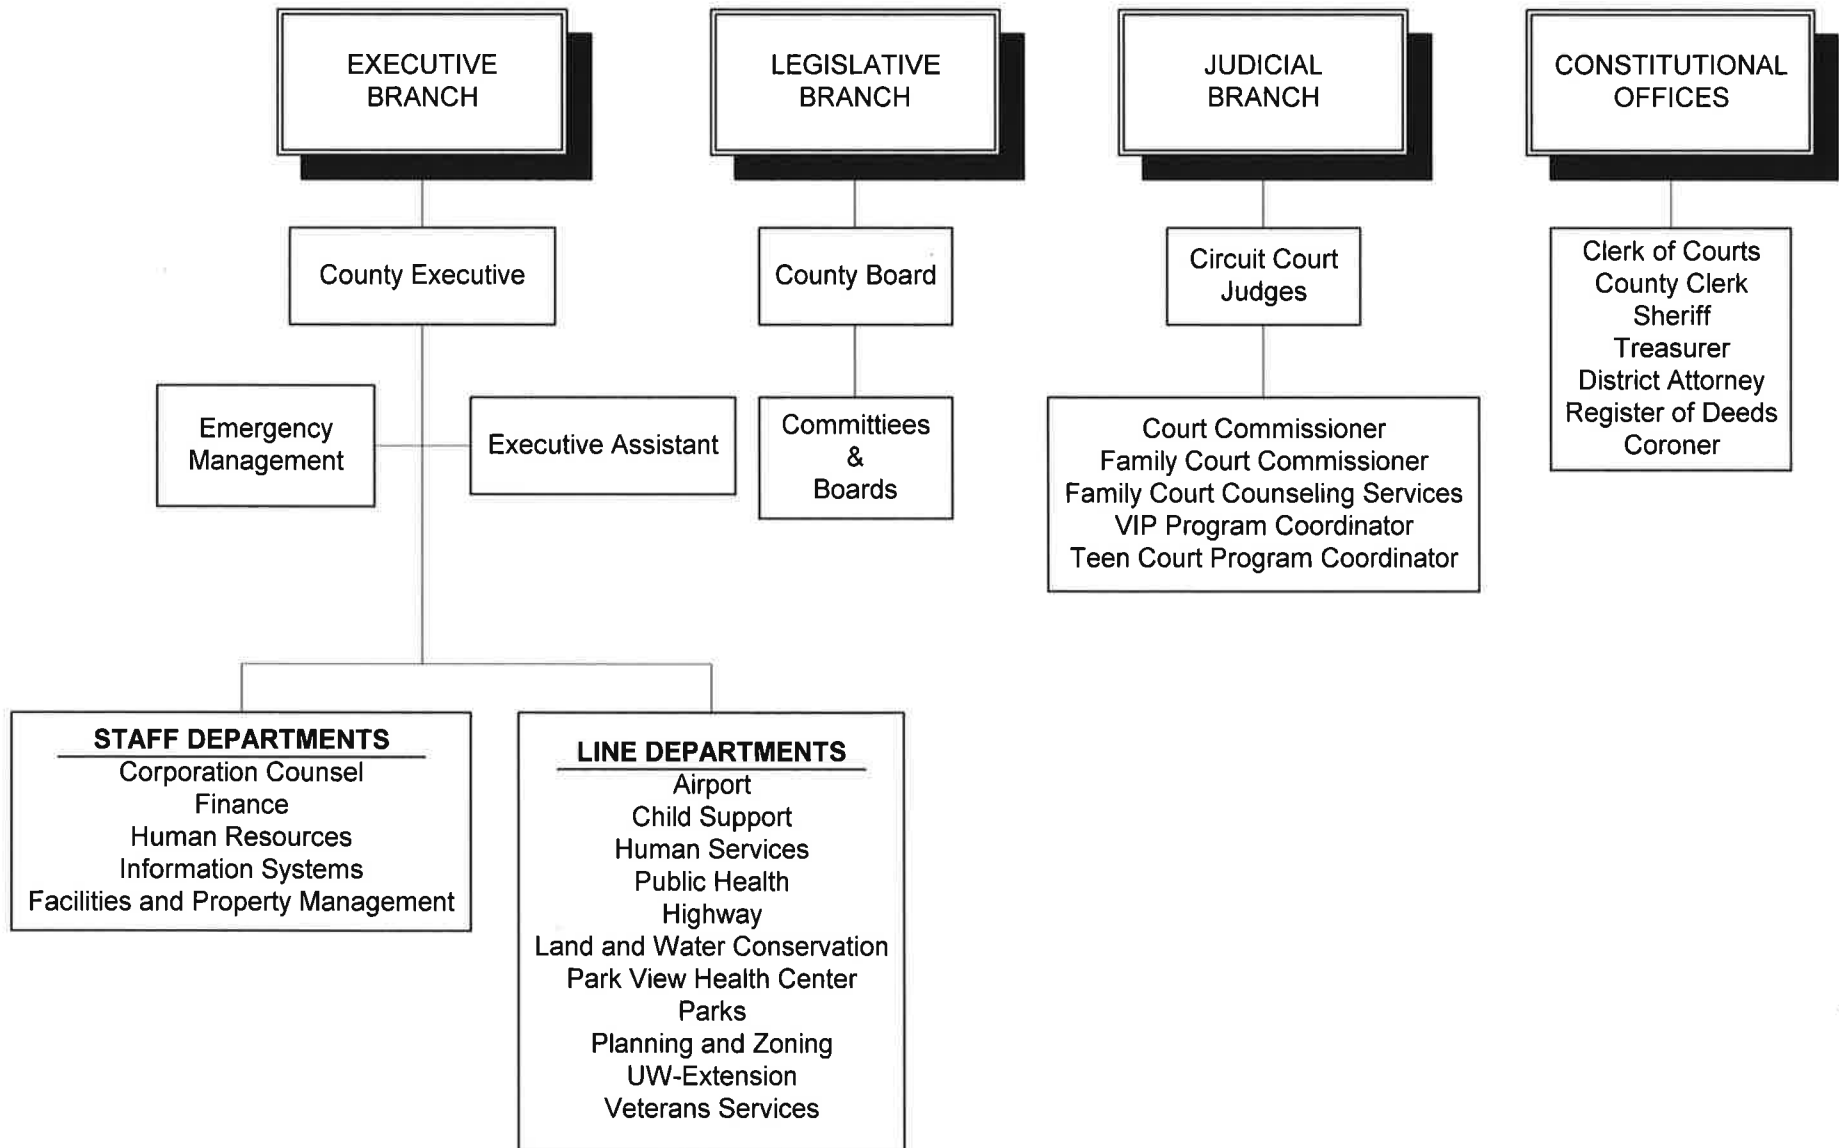 EXECUTIVE
BRANCH
LEGISLATIVE
BRANCH
JUDICIAL
BRANCH
CONSTITUTIONAL
OFFICES
County Executive
County Board
Circuit Court
Judges
Clerk of Courts
County Clerk
Sheriff
Treasurer
District Attorney
Register of Deeds
Coroner
Emergency
Management
Executive Assistant
Committiees
&
Boards
Court Commissioner
Family Court Commissioner
Family Court Counseling Services
VIP Program Coordinator
Teen Court Program Coordinator
STAFF DEPARTMENTS
Corporation Counsel
Finance
Human Resources
Information Systems
Facilities and Property Management
LINE DEPARTMENTS
Airport
Child Support
Human Services
Public Health
Highway
Land and Water Conservation
Park View Health Center
Parks
Planning and Zoning
UW-Extension
Veterans Services